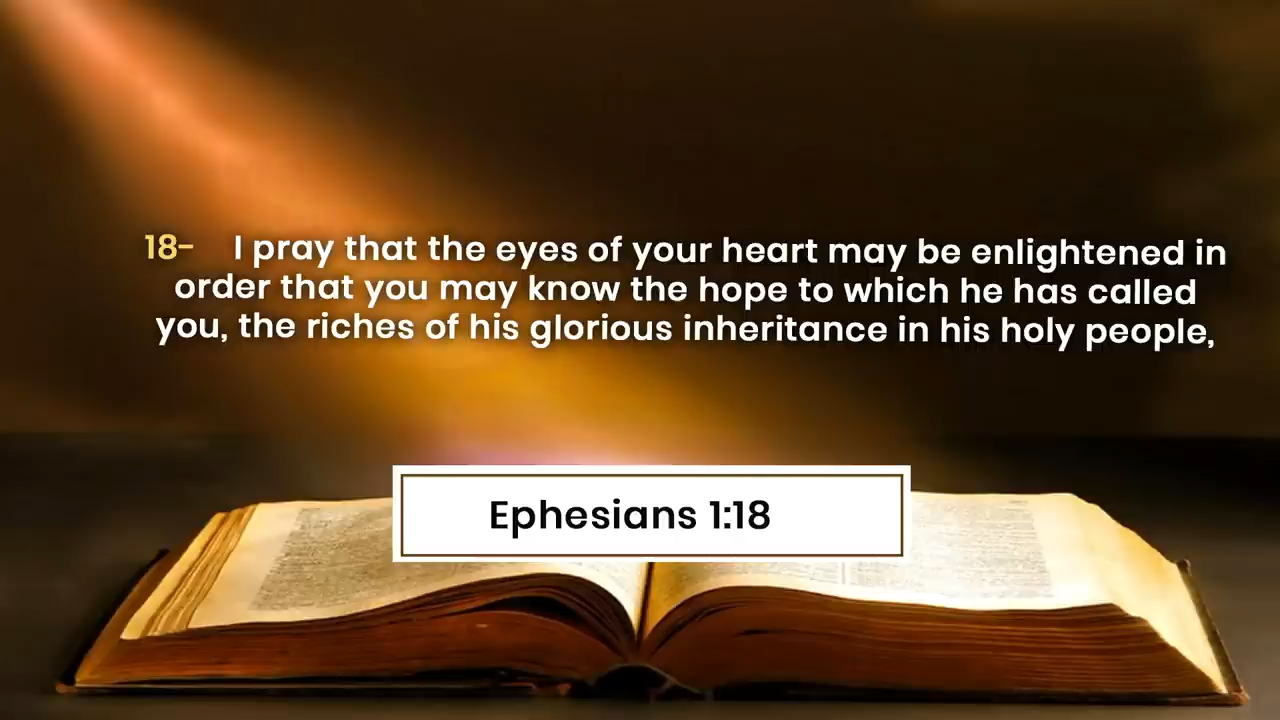 18- I pray that the eyes of your heart may be enlightened in
order that you may know the hope to which he has called
you, the riches of his glorious inheritance in his holy people,
Ephesians 1:18